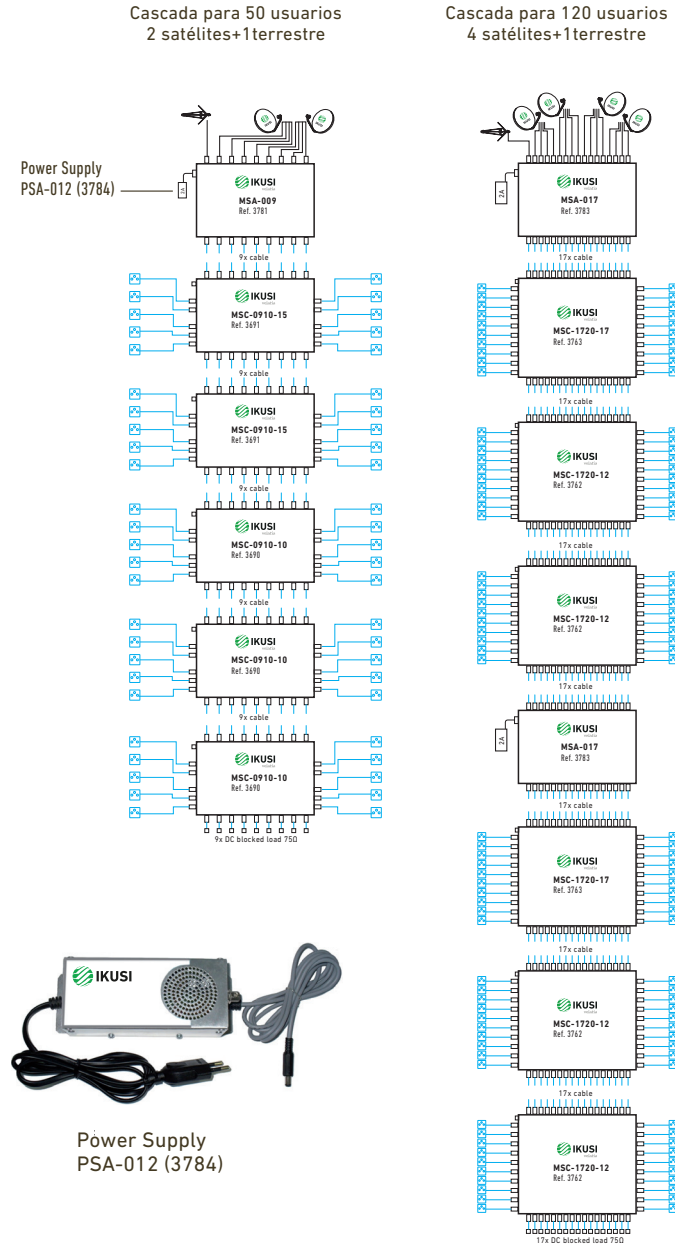 Cascada para 50 usuarios
2 satélites+1terrestre
Power Supply
PSA-012 (3784)
2A
IKUSI
MSA-009
Ref. 3781
9x cable
IKUSI
MSC-0910-15
Ref. 3691
9x cable
IKUSI
MSC-0910-15
Ref. 3691
9x cable
IKUSI
MSC-0910-10
Ref. 3690
9x cable
IKUSI
MSC-0910-10
Ref. 3690
9x cable
IKUSI
MSC-0910-10
Ref. 3690
9x DC blocked load 75Ω
IKUSI
Power Supply
PSA-012 (3784)
Cascada para 120 usuarios
4 satélites+1terrestre
2A
IKUSI
MSA-017
Ref. 3783
17x cable
IKUSI
MSC-1720-17
Ref. 3763
17x cable
IKUSI
MSC-1720-12
Ref. 3762
17x cable
IKUSI
MSC-1720-12
Ref. 3762
17x cable
2A
IKUSI
MSA-017
Ref. 3783
17x cable
IKUSI
MSC-1720-17
Ref. 3763
17x cable
IKUSI
MSC-1720-12
Ref. 3762
17x cable
IKUSI
MSC-1720-12
Ref. 3762
17x DC blocked load 75Ω